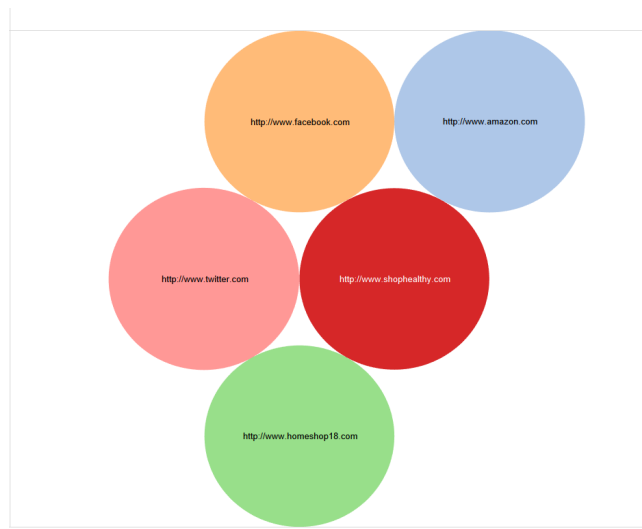 http://www.facebook.com
http://www.amazon.com
http://www.twitter.com
http://www.shophealthy.com
http://www.homeshop18.com